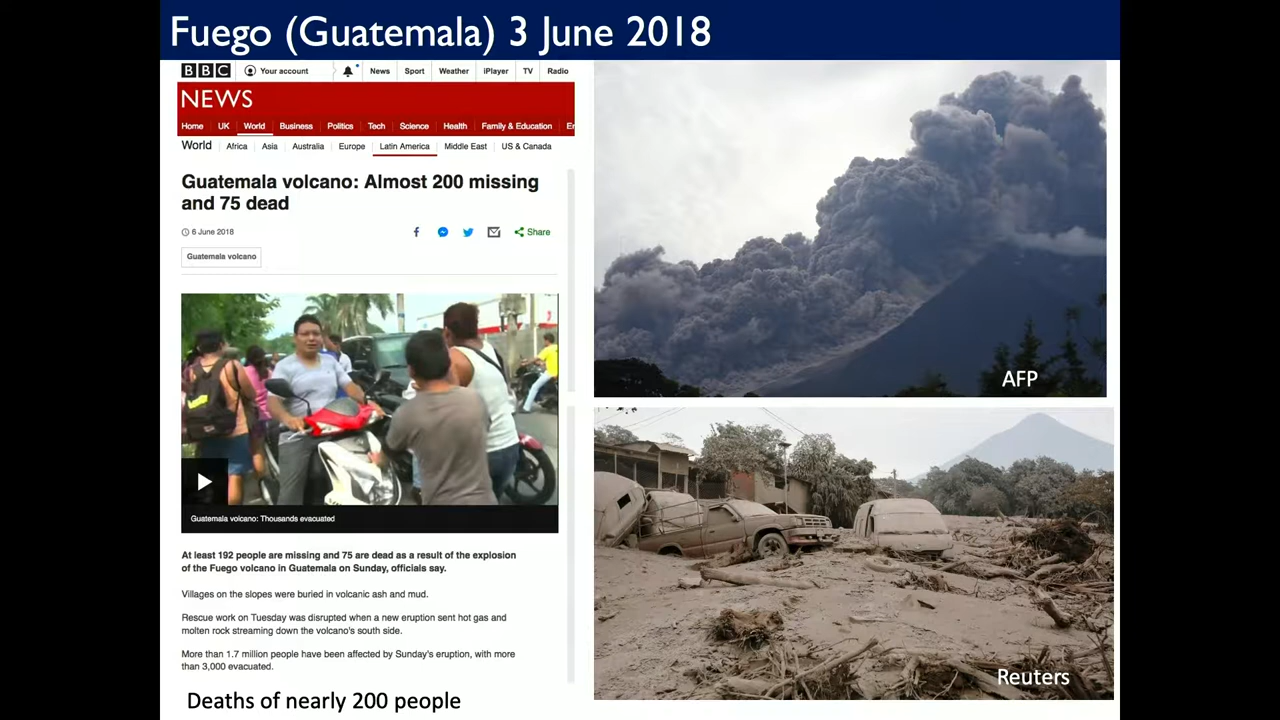 Fuego (Guatemala) 3 June 2018
BBC Your account News Sport Weather iPlayer TV Radio
NEWS
Home UK World Business Politics Tech Science Health Family & Education
World Africa Asia Australia Europe Latin America Middle East US & Canada
Guatemala volcano: Almost 200 missing
and 75 dead
6 June 2018 Share
Guatemala volcano
Guatemala volcano: Thousands evacuated
At least 192 people are missing and 75 are dead as a result of the explosion
of the Fuego volcano in Guatemala on Sunday, officials say.
Villages on the slopes were buried in volcanic ash and mud.
Rescue work on Tuesday was disrupted when a new eruption sent hot gas and
molten rock streaming down the volcano's south side.
More than 1.7 million people have been affected by Sunday's eruption, with more
than 3,000 evacuated.
Deaths of nearly 200 people
AFP
Reuters